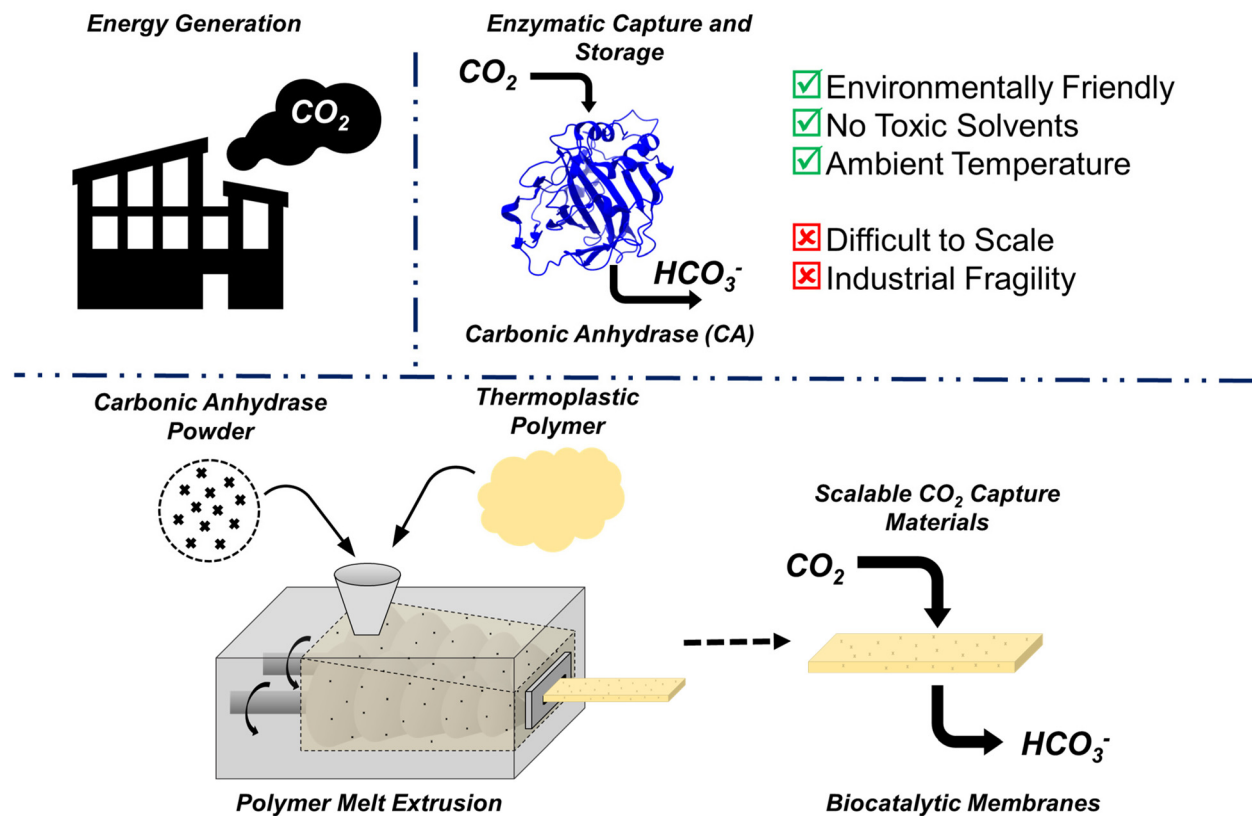 Energy Generation
CO₂
Enzymatic Capture and
Storage
CO₂
HCO₃⁻
Carbonic Anhydrase (CA)
Environmentally Friendly
No Toxic Solvents
Ambient Temperature
Difficult to Scale
Industrial Fragility
Carbonic Anhydrase
Powder
Thermoplastic
Polymer
Polymer Melt Extrusion
Scalable CO₂ Capture
Materials
CO₂
HCO₃⁻
Biocatalytic Membranes